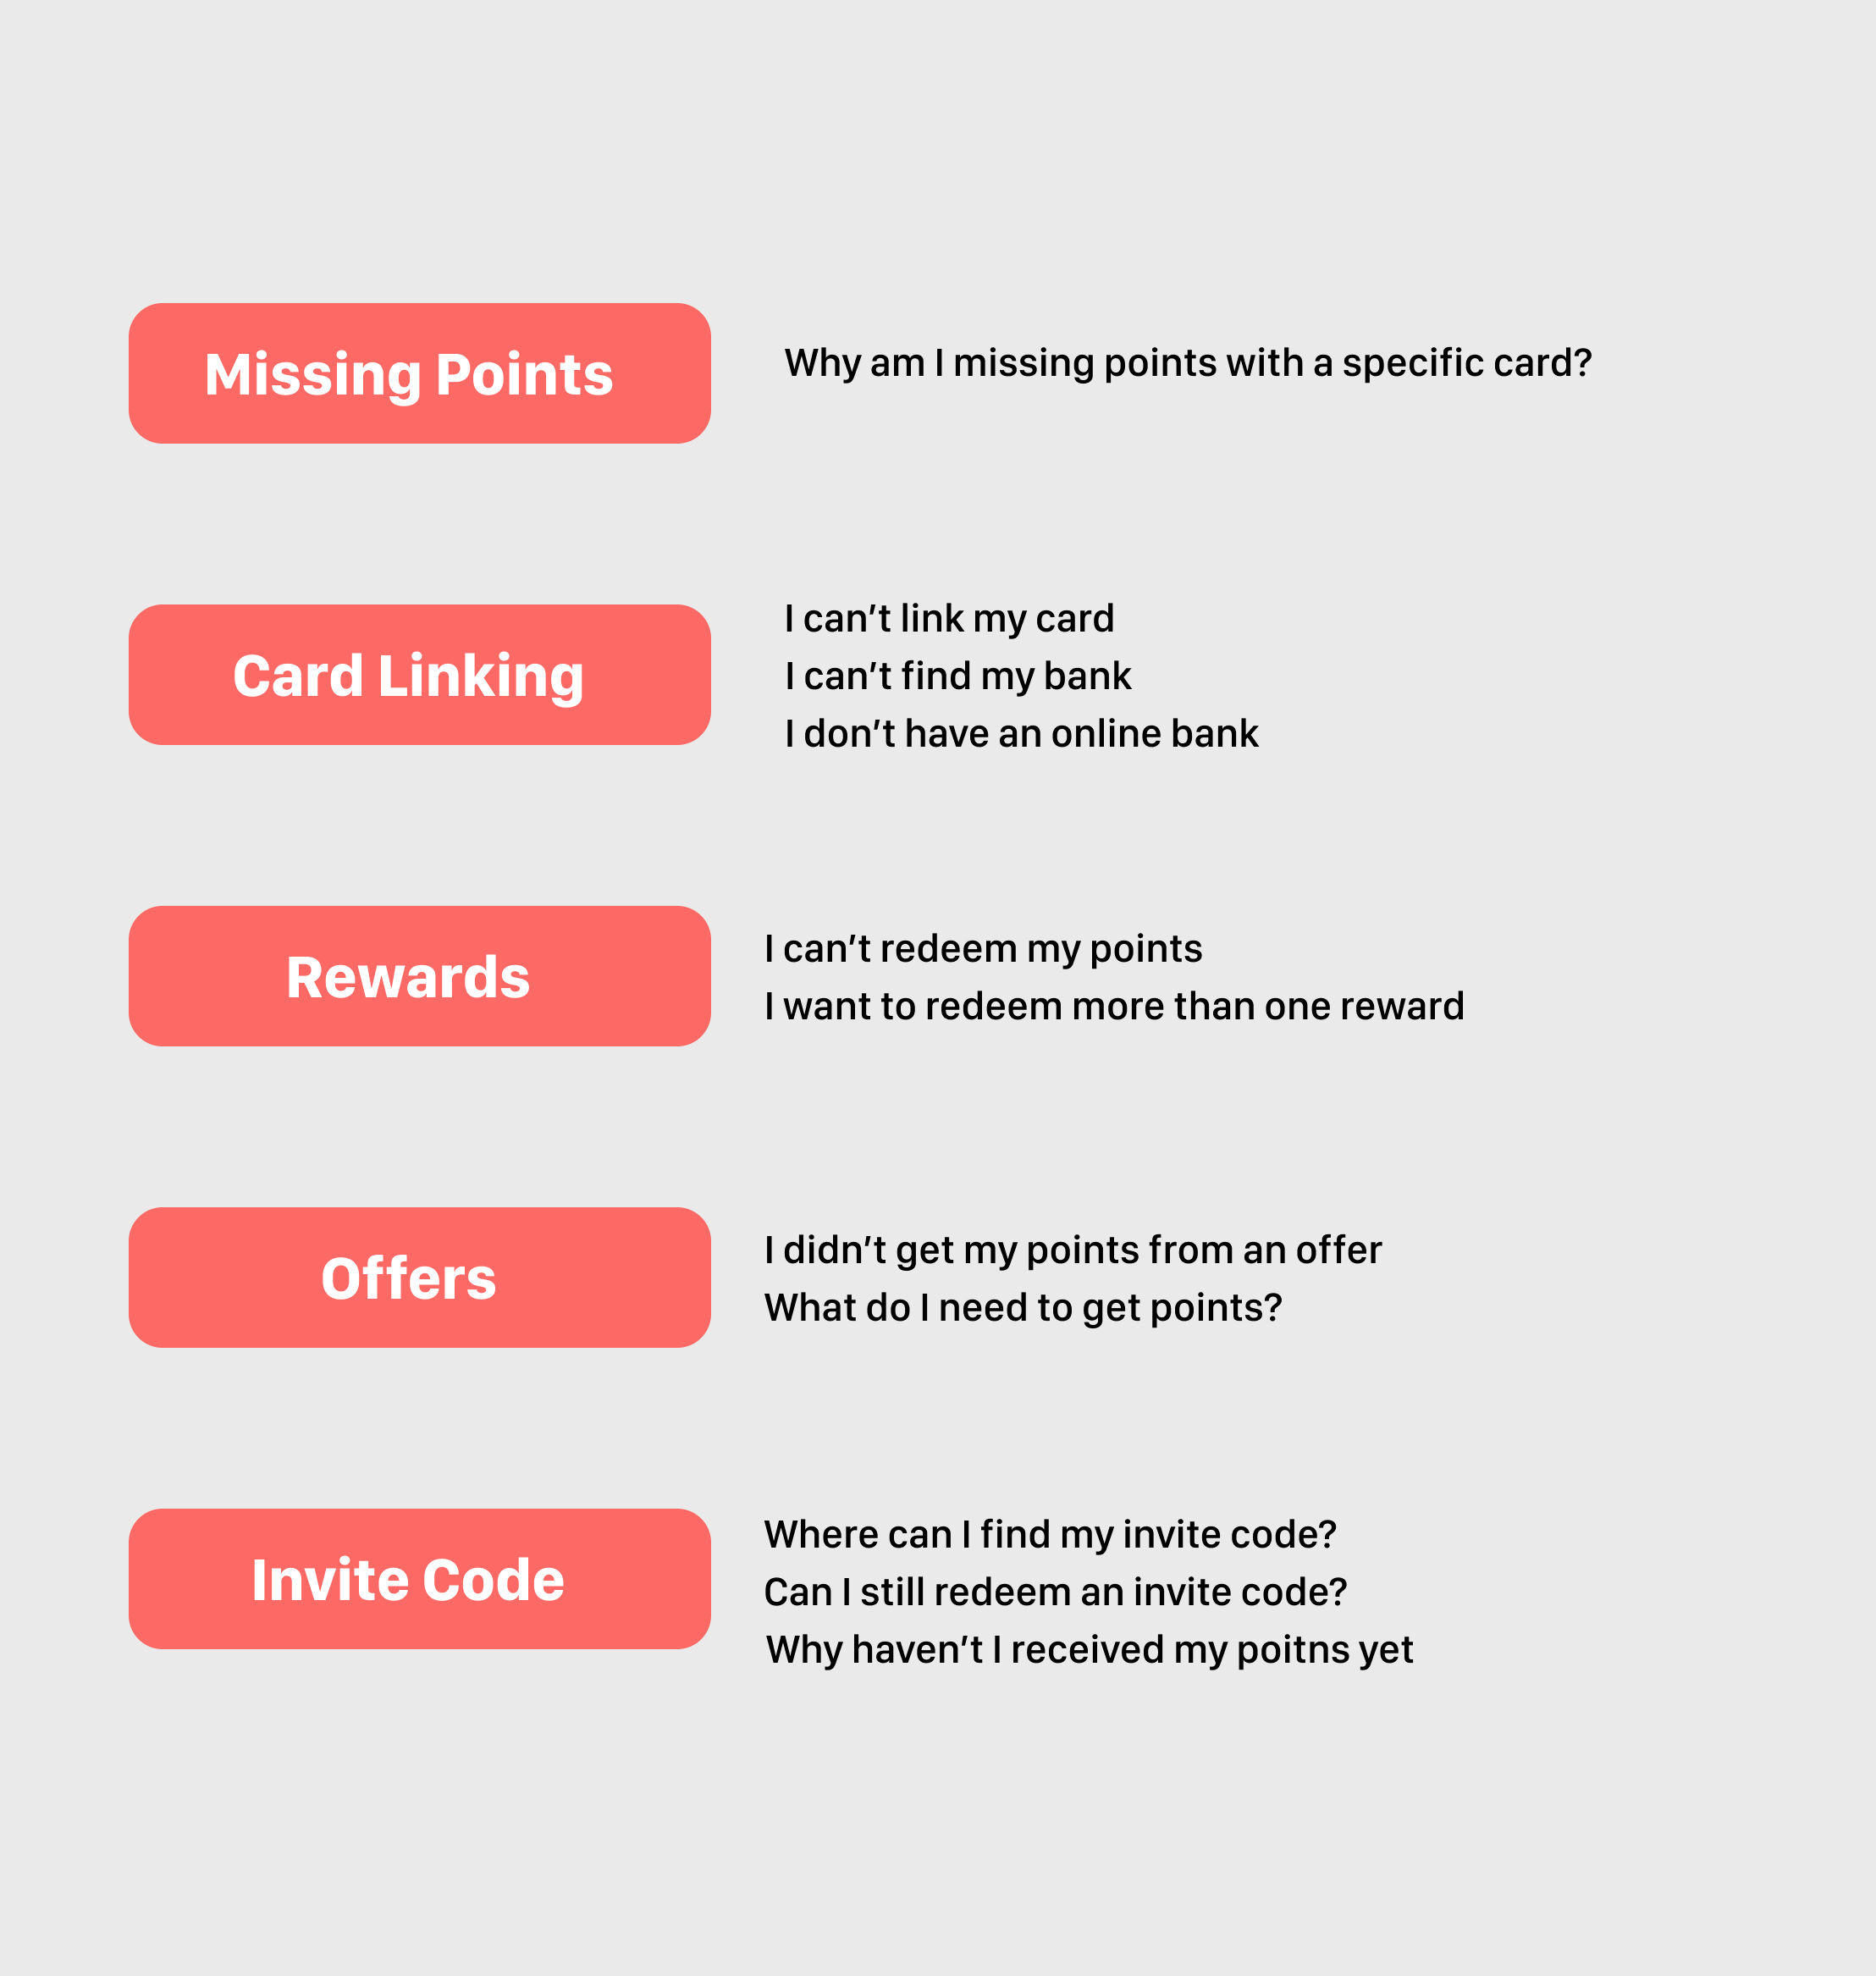 Missing Points
Why am I missing points with a specific card?
Card Linking
I can’t link my card
I can’t find my bank
I don’t have an online bank
Rewards
I can’t redeem my points
I want to redeem more than one reward
Offers
I didn’t get my points from an offer
What do I need to get points?
Invite Code
Where can I find my invite code?
Can I still redeem an invite code?
Why haven’t I received my poitns yet